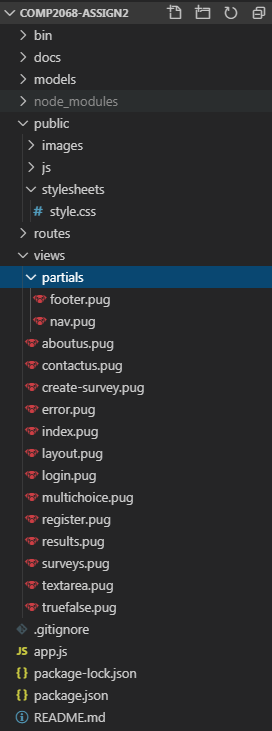 COMP2068-ASSIGN2
bin
docs
models
node_modules
public
images
js
stylesheets
# style.css
routes
views
partials
footer.pug
nav.pug
aboutus.pug
contactus.pug
create-survey.pug
error.pug
index.pug
layout.pug
login.pug
multichoice.pug
register.pug
results.pug
surveys.pug
textarea.pug
truefalse.pug
.gitignore
JS app.js
{ } package-lock.json
{ } package.json
README.md